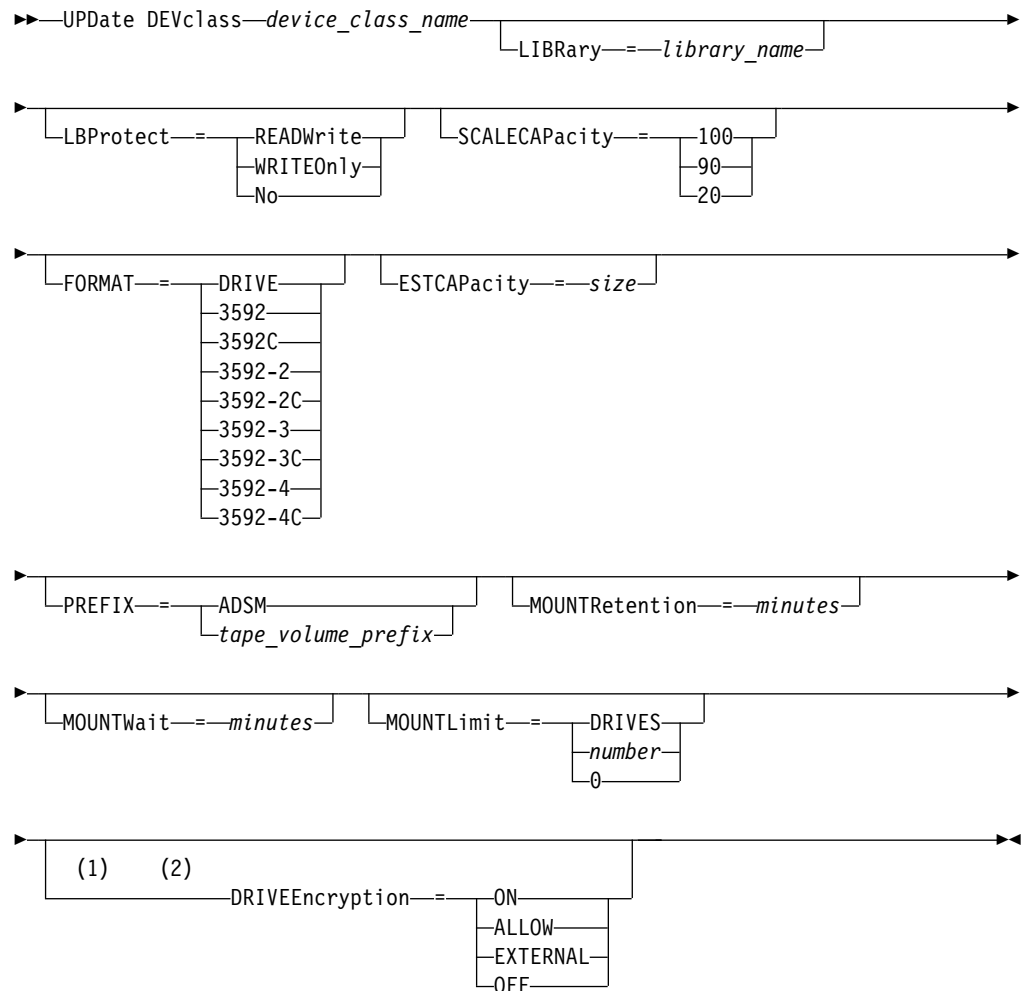 UPDate DEVclass device_class_name
LIBRary = library_name
LBProtect = READWrite SCALECAPacity = 100
WRITEOnly 90
No 20
FORMAT = DRIVE ESTCAPacity = size
3592
3592C
3592-2
3592-2C
3592-3
3592-3C
3592-4
3592-4C
PREFIX = ADSM MOUNTRetention = minutes
tape_volume_prefix
MOUNTWait = minutes MOUNTLimit = DRIVES
number
0
(1) (2)
DRIVEEncryption = ON
ALLOW
EXTERNAL
OFF